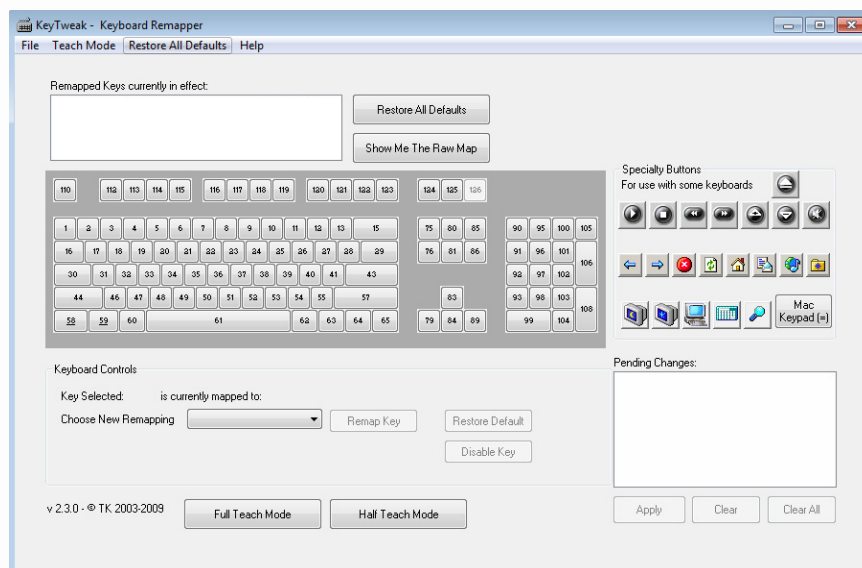 KeyTweak - Keyboard Remapper
File Teach Mode Restore All Defaults Help
Remapped Keys currently in effect:
Restore All Defaults
Show Me The Raw Map
110 112 113 114 115 116 117 118 119 120 121 122 123 124 125 126
1 2 3 4 5 6 7 8 9 10 11 12 13 15 75 80 85 90 95 100 105
16 17 18 19 20 21 22 23 24 25 26 27 28 29 76 81 86 91 96 101 106
30 31 32 33 34 35 36 37 38 39 40 41 43 92 97 102
44 46 47 48 49 50 51 52 53 54 55 57 83 93 98 103 108
58 59 60 61 62 63 64 65 79 84 89 99 104
Specialty Buttons
For use with some keyboards
Mac
Keypad (=)
Keyboard Controls
Key Selected: is currently mapped to:
Choose New Remapping Remap Key Restore Default
Disable Key
Pending Changes:
v 2.3.0 - © TK 2003-2009 Full Teach Mode Half Teach Mode
Apply Clear Clear All